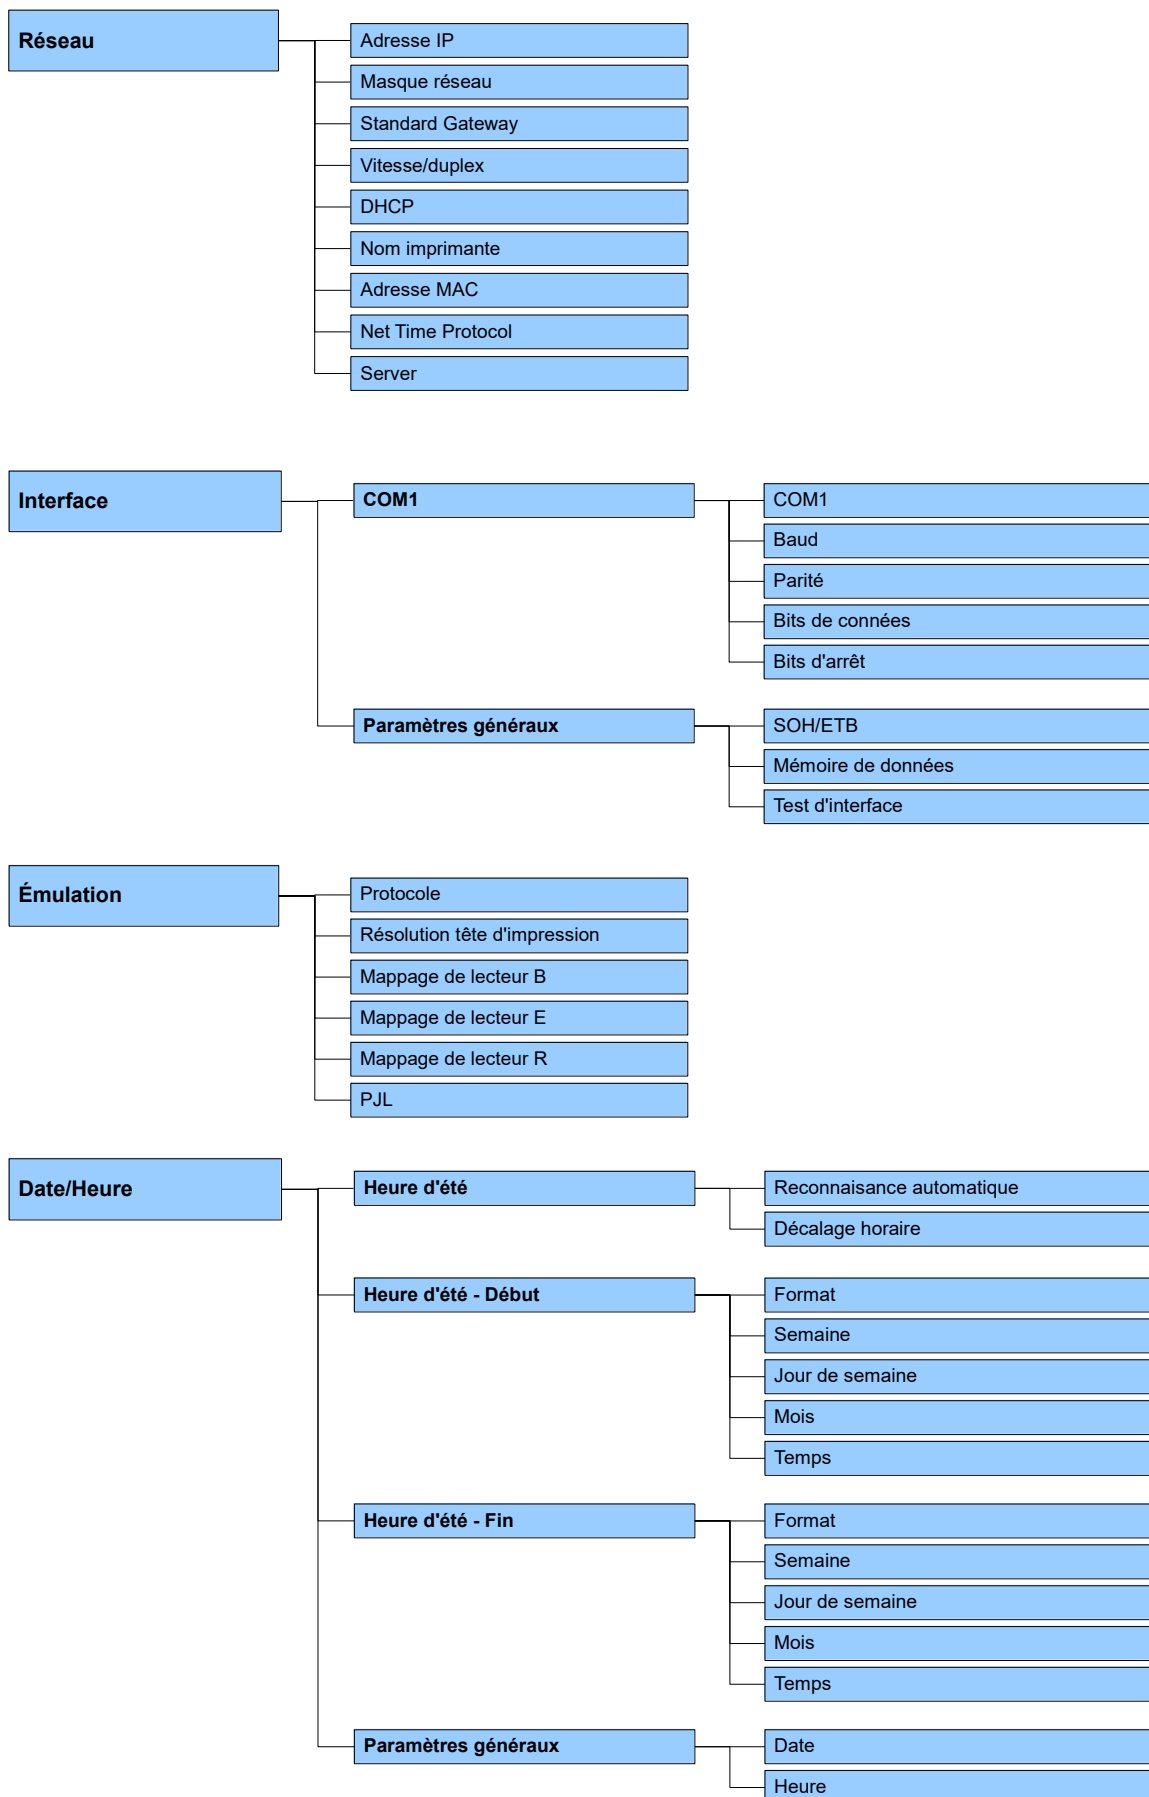 Réseau
Adresse IP
Masque réseau
Standard Gateway
Vitesse/duplex
DHCP
Nom imprimante
Adresse MAC
Net Time Protocol
Server
Interface
COM1
COM1
Baud
Parité
Bits de connées
Bits d'arrêt
Paramètres généraux
SOH/ETB
Mémoire de données
Test d'interface
Émulation
Protocole
Résolution tête d'impression
Mappage de lecteur B
Mappage de lecteur E
Mappage de lecteur R
PJL
Date/Heure
Heure d'été
Reconnaisance automatique
Décalage horaire
Heure d'été - Début
Format
Semaine
Jour de semaine
Mois
Temps
Heure d'été - Fin
Format
Semaine
Jour de semaine
Mois
Temps
Paramètres généraux
Date
Heure